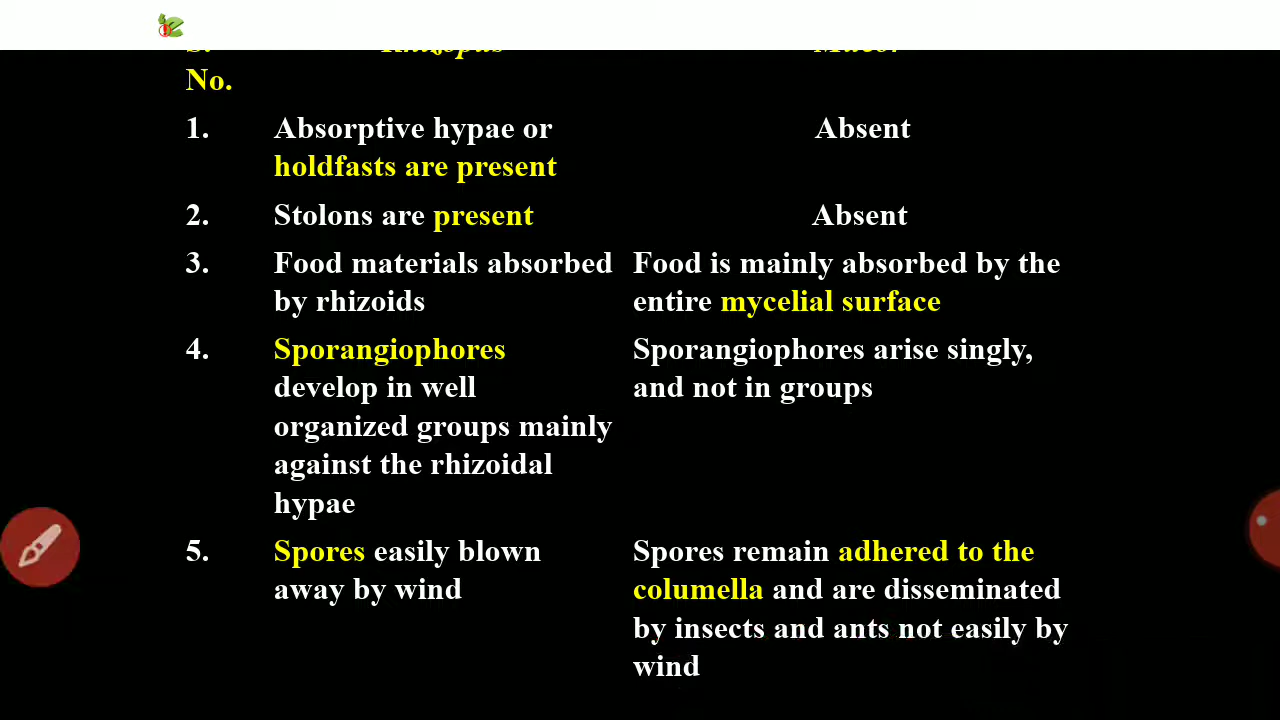 No.
1. Absorptive hypae or Absent
holdfasts are present
2. Stolons are present Absent
3. Food materials absorbed Food is mainly absorbed by the
by rhizoids entire mycelial surface
4. Sporangiophores Sporangiophores arise singly,
develop in well and not in groups
organized groups mainly
against the rhizoidal
hypae
5. Spores easily blown Spores remain adhered to the
away by wind columella and are disseminated
by insects and ants not easily by
wind